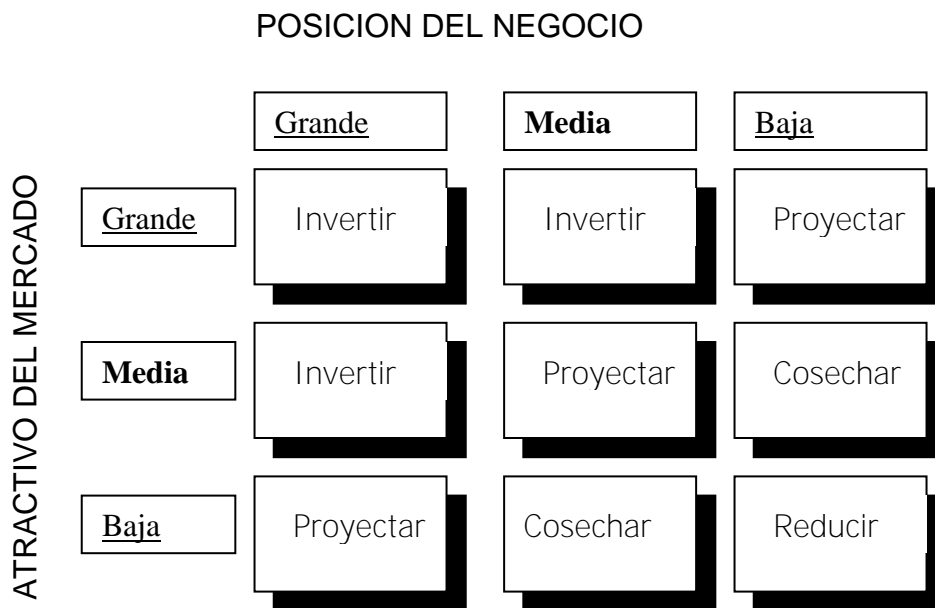 POSICION DEL NEGOCIO
Grande Media Baja
ATRACTIVO DEL MERCADO
Grande Invertir Invertir Proyectar
Media Invertir Proyectar Cosechar
Baja Proyectar Cosechar Reducir